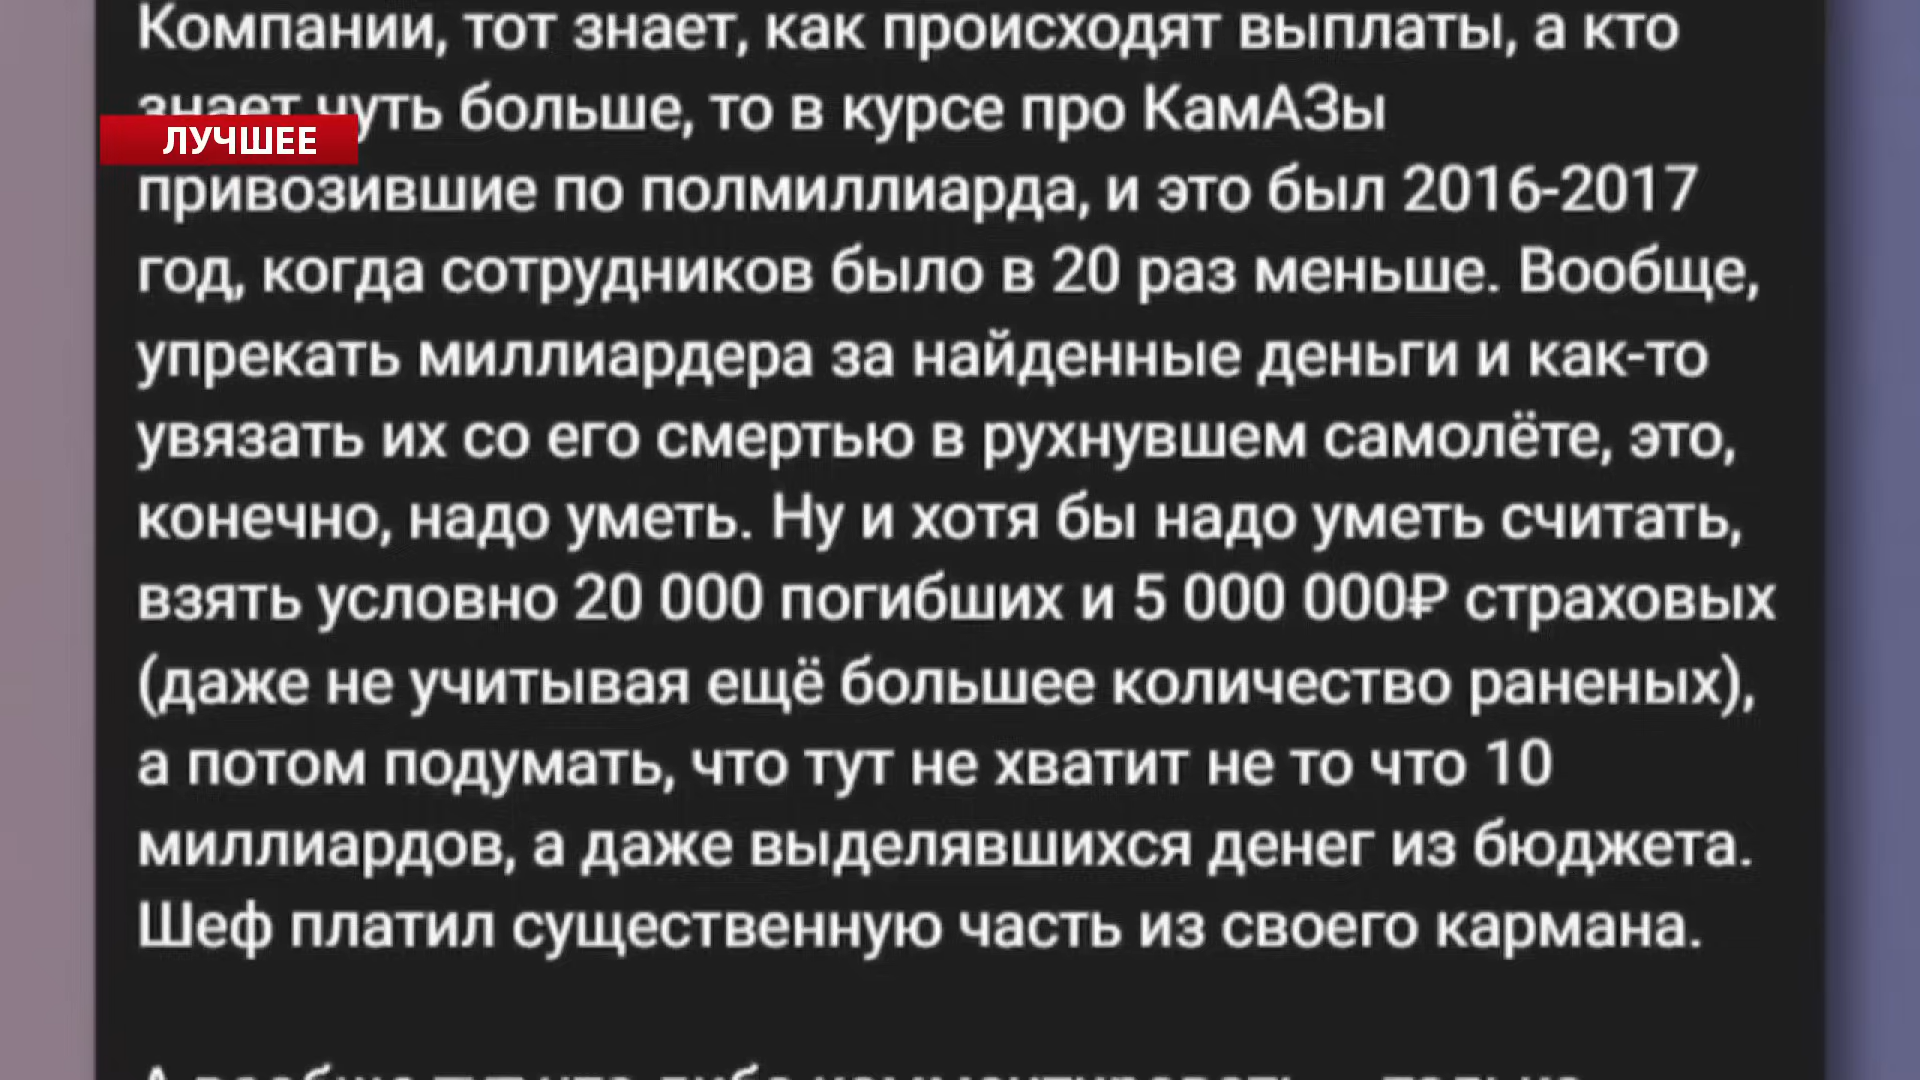 Компании, тот знает, как происходят выплаты, а кто
знает чуть больше, то в курсе про КамАЗы
ЛУЧШЕЕ
привозившие по полмиллиарда, и это был 2016-2017
год, когда сотрудников было в 20 раз меньше. Вообще,
упрекать миллиардера за найденные деньги и как-то
увязать их со его смертью в рухнувшем самолёте, это,
конечно, надо уметь. Ну и хотя бы надо уметь считать,
взять условно 20 000 погибших и 5 000 000₽ страховых
(даже не учитывая ещё большее количество раненых),
а потом подумать, что тут не хватит не то что 10
миллиардов, а даже выделявшихся денег из бюджета.
Шеф платил существенную часть из своего кармана.